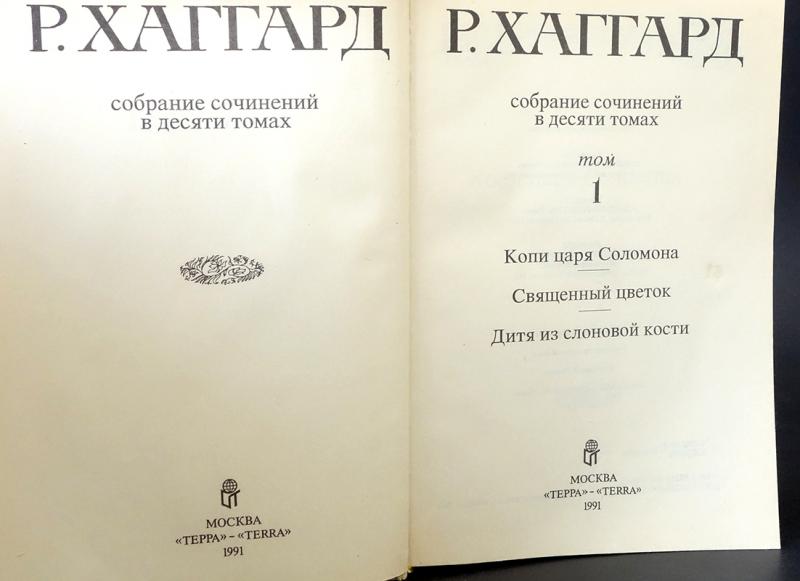 Р. ХАГГАРД
собрание сочинений
в десяти томах
МОСКВА
«ТЕРРА» – «TERRA»
1991
Р. ХАГГАРД
собрание сочинений
в десяти томах
том
1
Копи царя Соломона
Священный цветок
Дитя из слоновой кости
МОСКВА
«ТЕРРА» – «TERRA»
1991